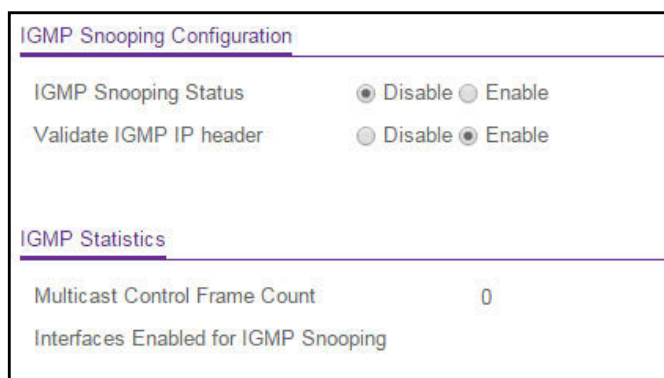 IGMP Snooping Configuration
IGMP Snooping Status Disable Enable
Validate IGMP IP header Disable Enable
IGMP Statistics
Multicast Control Frame Count 0
Interfaces Enabled for IGMP Snooping